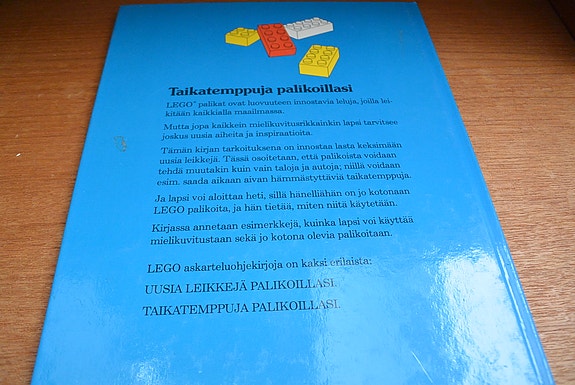 Taikatemppuja palikoillasi
LEGO™ palikat ovat luovuuteen innostavia leluja, joilla lei-
kitään kaikkialla maailmassa.
Mutta jopa kaikkein mielikuvitusrikkainkin lapsi tarvitsee
joskus uusia aiheita ja inspiraatioita.
Tämän kirjan tarkoituksena on innostaa lasta keksimään
uusia leikkejä. Tässä osoitetaan, että palikoista voidaan
tehdä muutakin kuin vain taloja ja autoja; niillä voidaan
esim. saada aikaan aivan hämmästyttäviä taikatemppuja.
Ja lapsi voi aloittaa heti, sillä hänellähän on jo kotonaan
LEGO palikoita, ja hän tietää, miten niitä käytetään.
Kirjassa annetaan esimerkkejä, kuinka lapsi voi käyttää
mielikuvitustaan sekä jo kotona olevia palikoitaan.
LEGO askarteluohjekirjoja on kaksi erilaista:
UUSIA LEIKKEJÄ PALIKOILLASI
TAIKATEMPPUJA PALIKOILLASI.